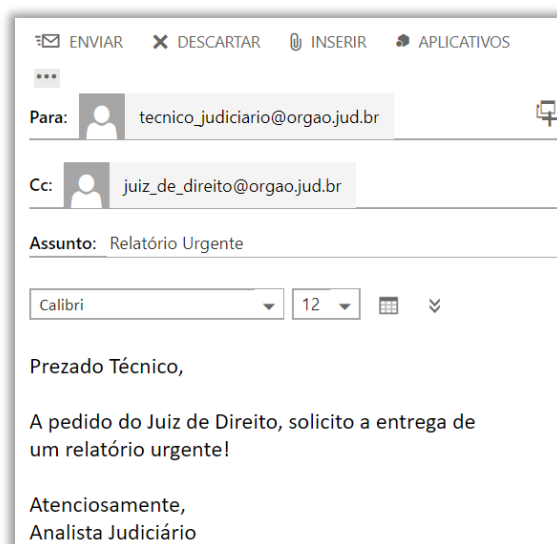 ENVIAR DESCARTAR INSERIR APLICATIVOS
...
Para: tecnico_judiciario@orgao.jud.br
Cc: juiz_de_direito@orgao.jud.br
Assunto: Relatório Urgente
Calibri 12
Prezado Técnico,
A pedido do Juiz de Direito, solicito a entrega de
um relatório urgente!
Atenciosamente,
Analista Judiciário